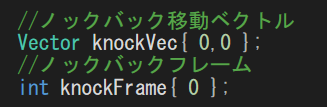 //ノックバック移動ベクトル
Vector knockVec{ 0,0 };
//ノックバックフレーム
int knockFrame{ 0 };